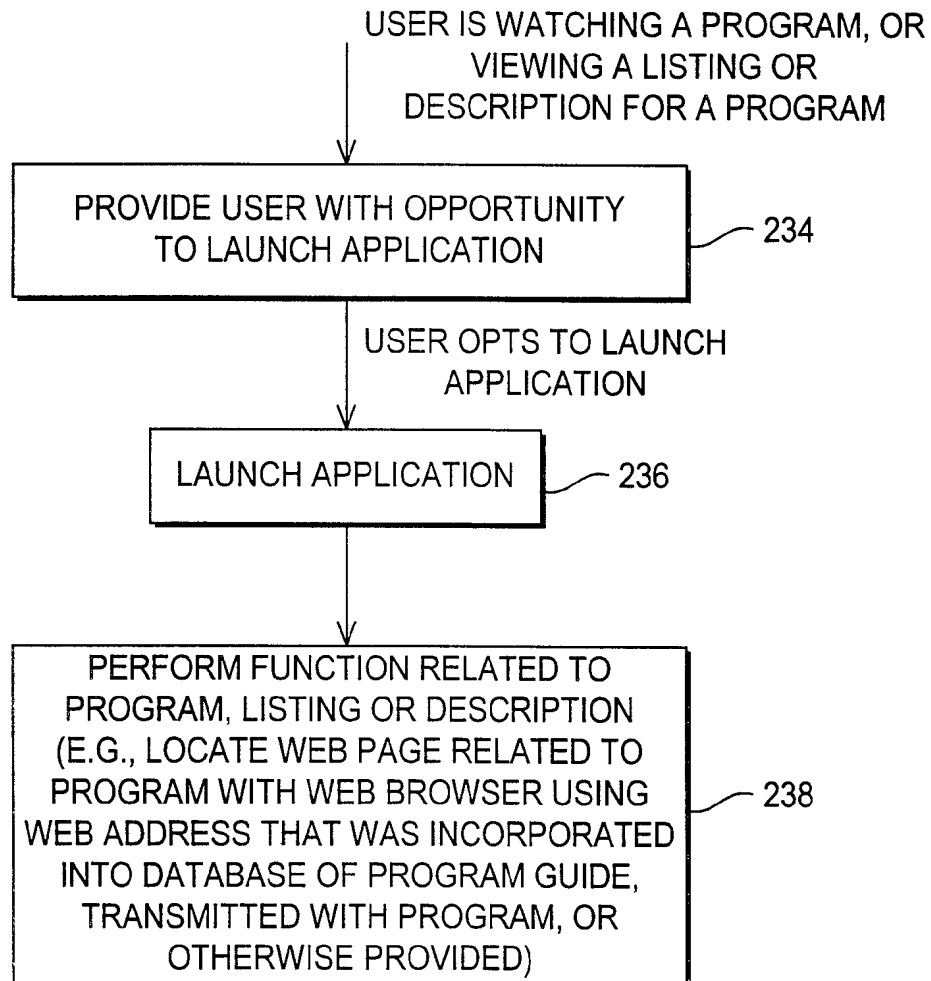 USER IS WATCHING A PROGRAM, OR
VIEWING A LISTING OR
DESCRIPTION FOR A PROGRAM
PROVIDE USER WITH OPPORTUNITY
TO LAUNCH APPLICATION
234
USER OPTS TO LAUNCH
APPLICATION
LAUNCH APPLICATION
236
PERFORM FUNCTION RELATED TO
PROGRAM, LISTING OR DESCRIPTION
(E.G., LOCATE WEB PAGE RELATED TO
PROGRAM WITH WEB BROWSER USING
WEB ADDRESS THAT WAS INCORPORATED
INTO DATABASE OF PROGRAM GUIDE,
TRANSMITTED WITH PROGRAM, OR
OTHERWISE PROVIDED)
238